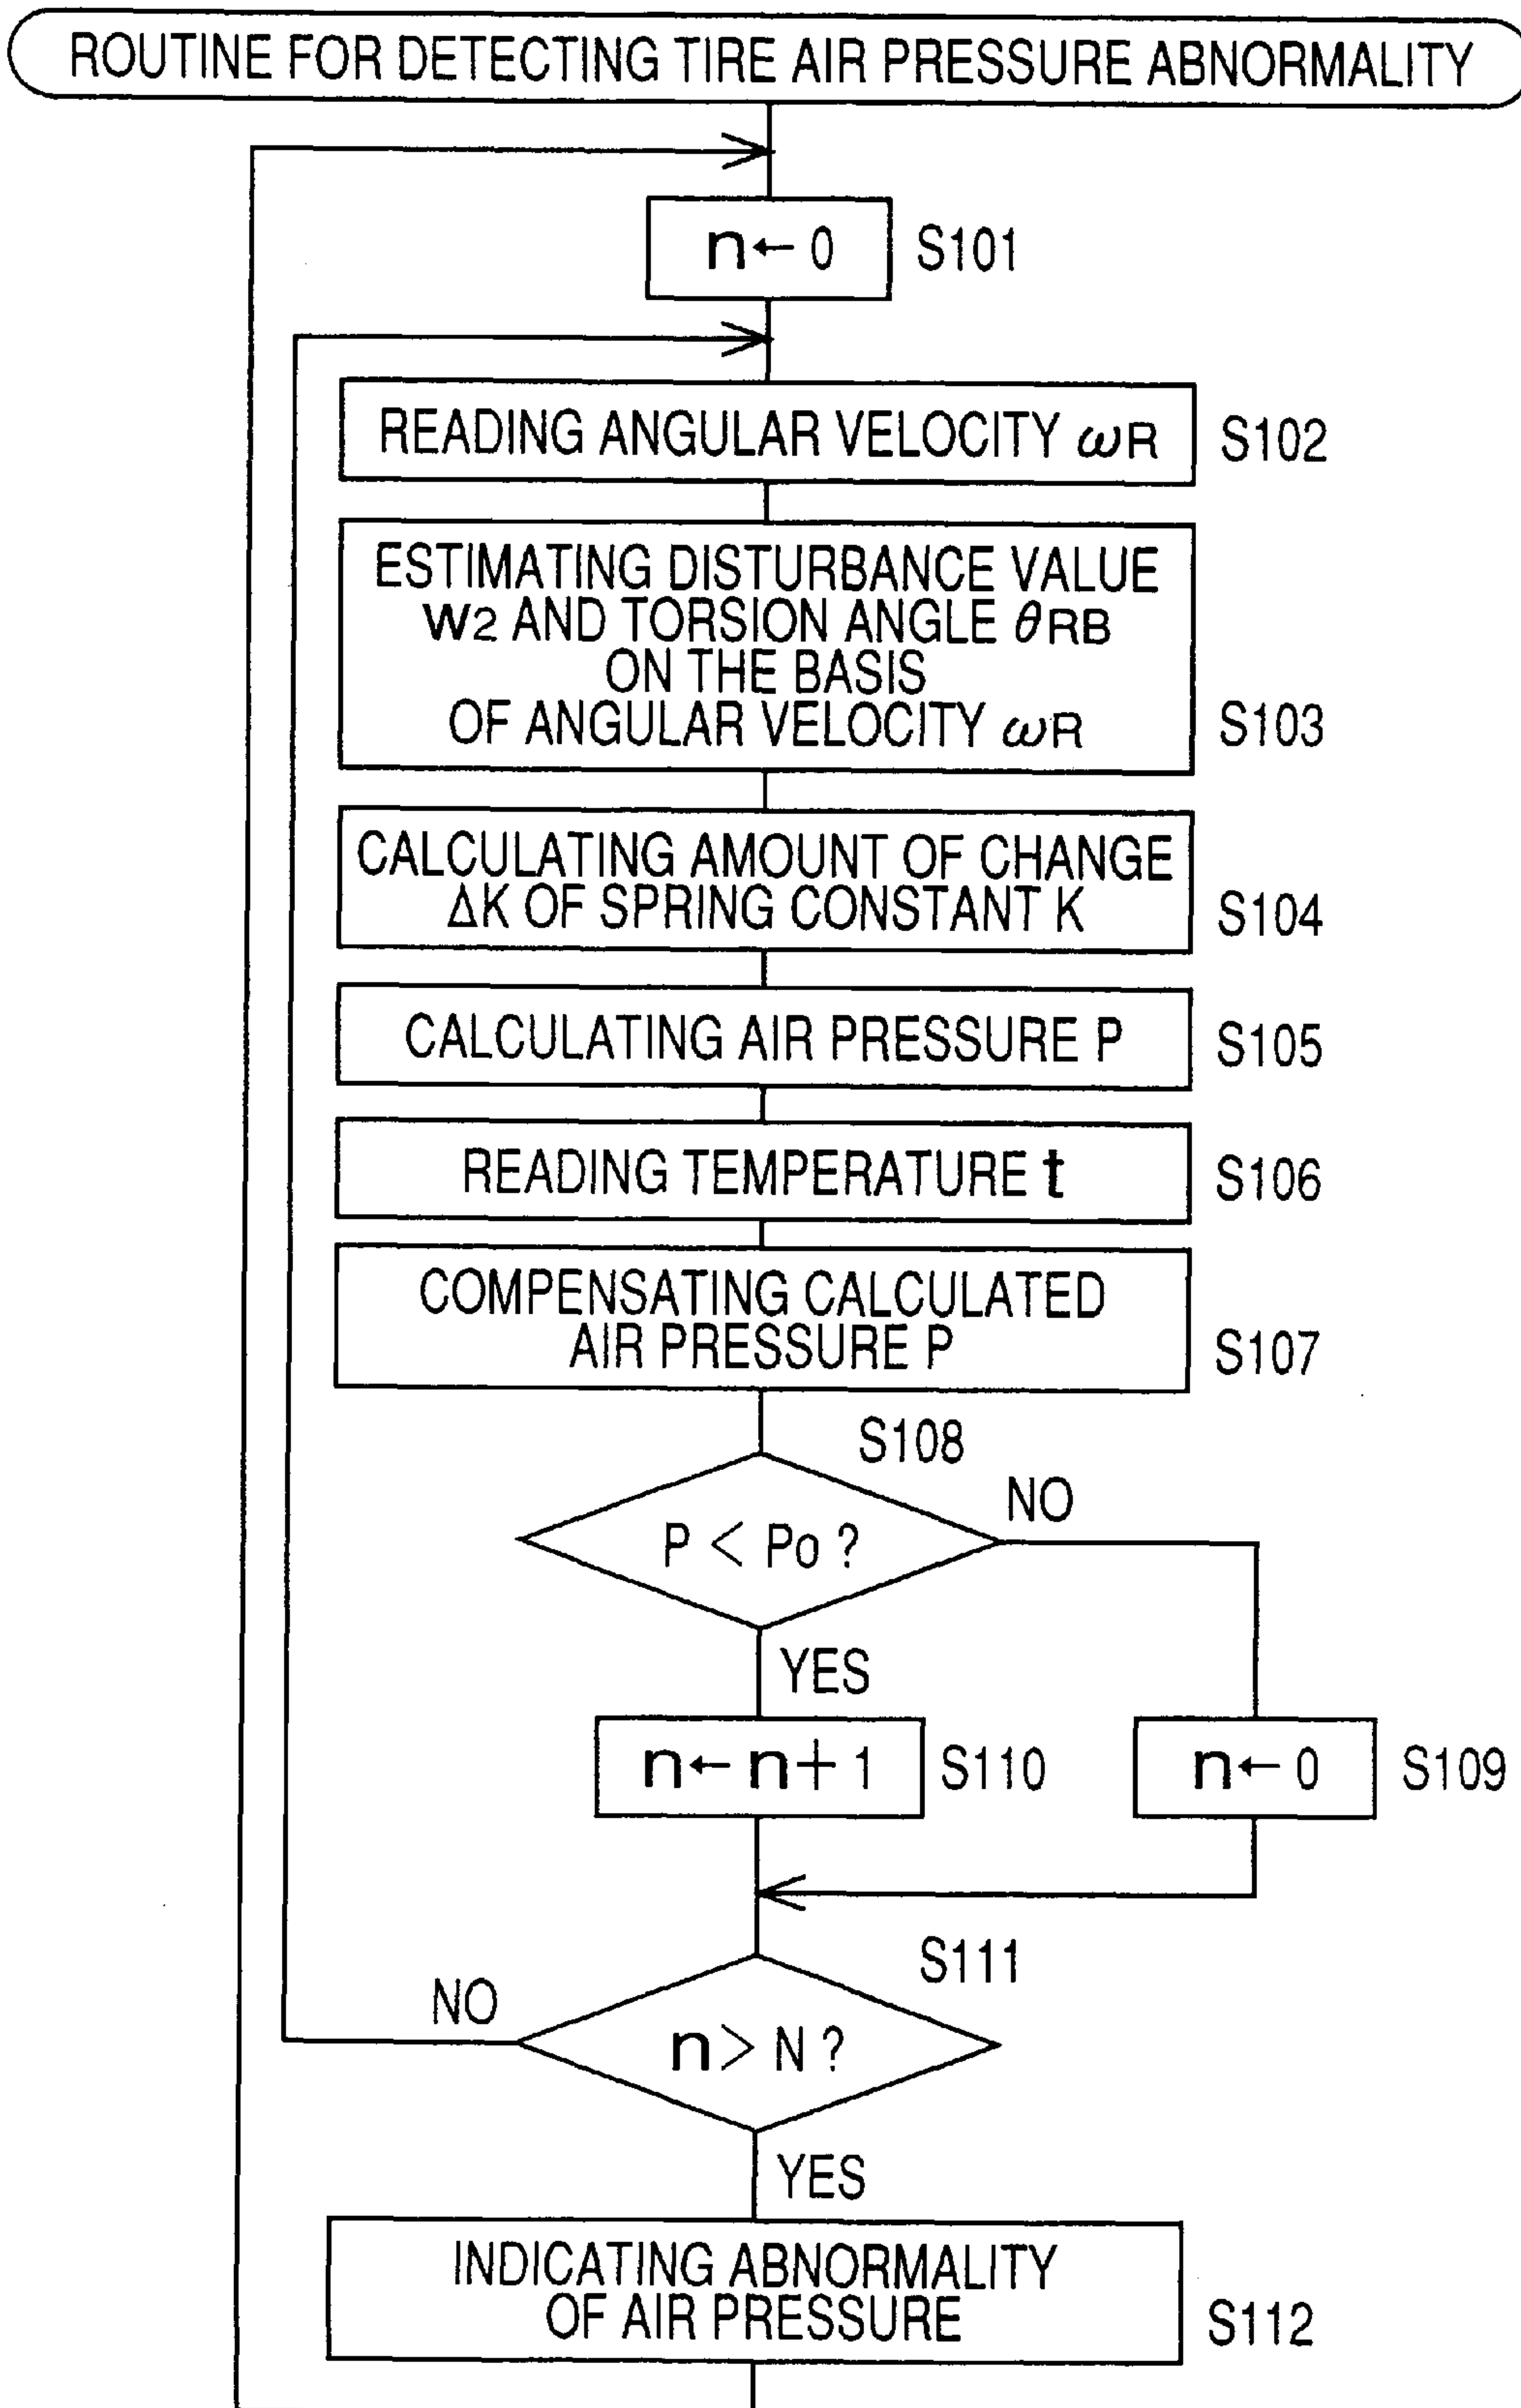 ROUTINE FOR DETECTING TIRE AIR PRESSURE ABNORMALITY
n← 0 S101
READING ANGULAR VELOCITY ωR S102
ESTIMATING DISTURBANCE VALUE
W2 AND TORSION ANGLE θRB
ON THE BASIS
OF ANGULAR VELOCITY ωR S103
CALCULATING AMOUNT OF CHANGE
ΔK OF SPRING CONSTANT K S104
CALCULATING AIR PRESSURE P S105
READING TEMPERATURE t S106
COMPENSATING CALCULATED
AIR PRESSURE P S107
S108
NO
P < Po ?
YES
n← n+ 1 S110 n← 0 S109
S111
NO
n> N ?
YES
INDICATING ABNORMALITY
OF AIR PRESSURE S112